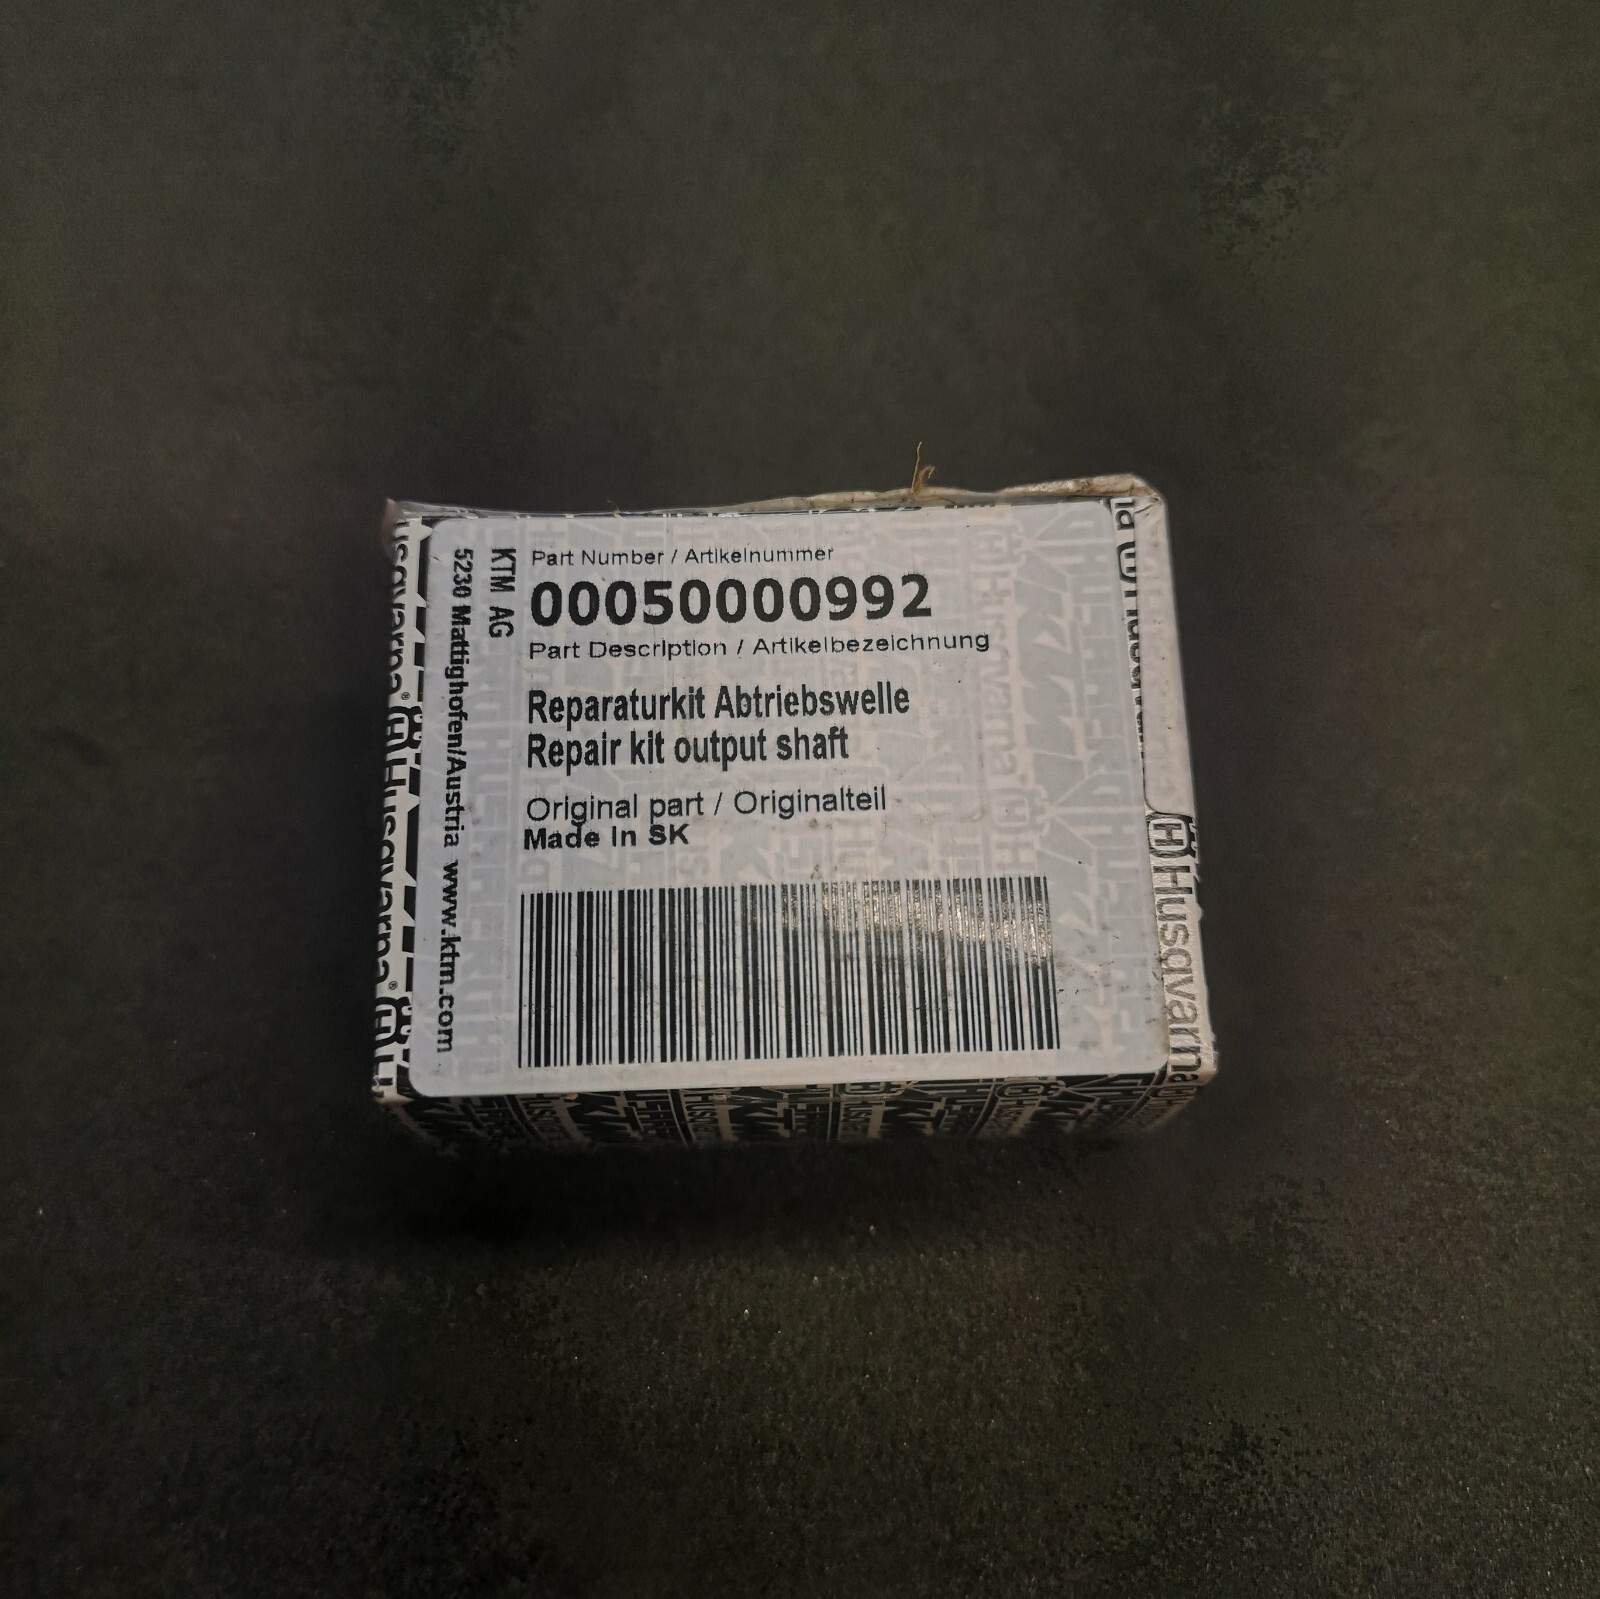 Part Number / Artikelnummer
00050000992
Part Description / Artikelbezeichnung
Reparaturkit Abtriebswelle
Repair kit output shaft
Original part / Originalteil
Made In SK
KTM AG
5230 Mattighofen/Austria www.ktm.com
Husqvarna
Husqvarna